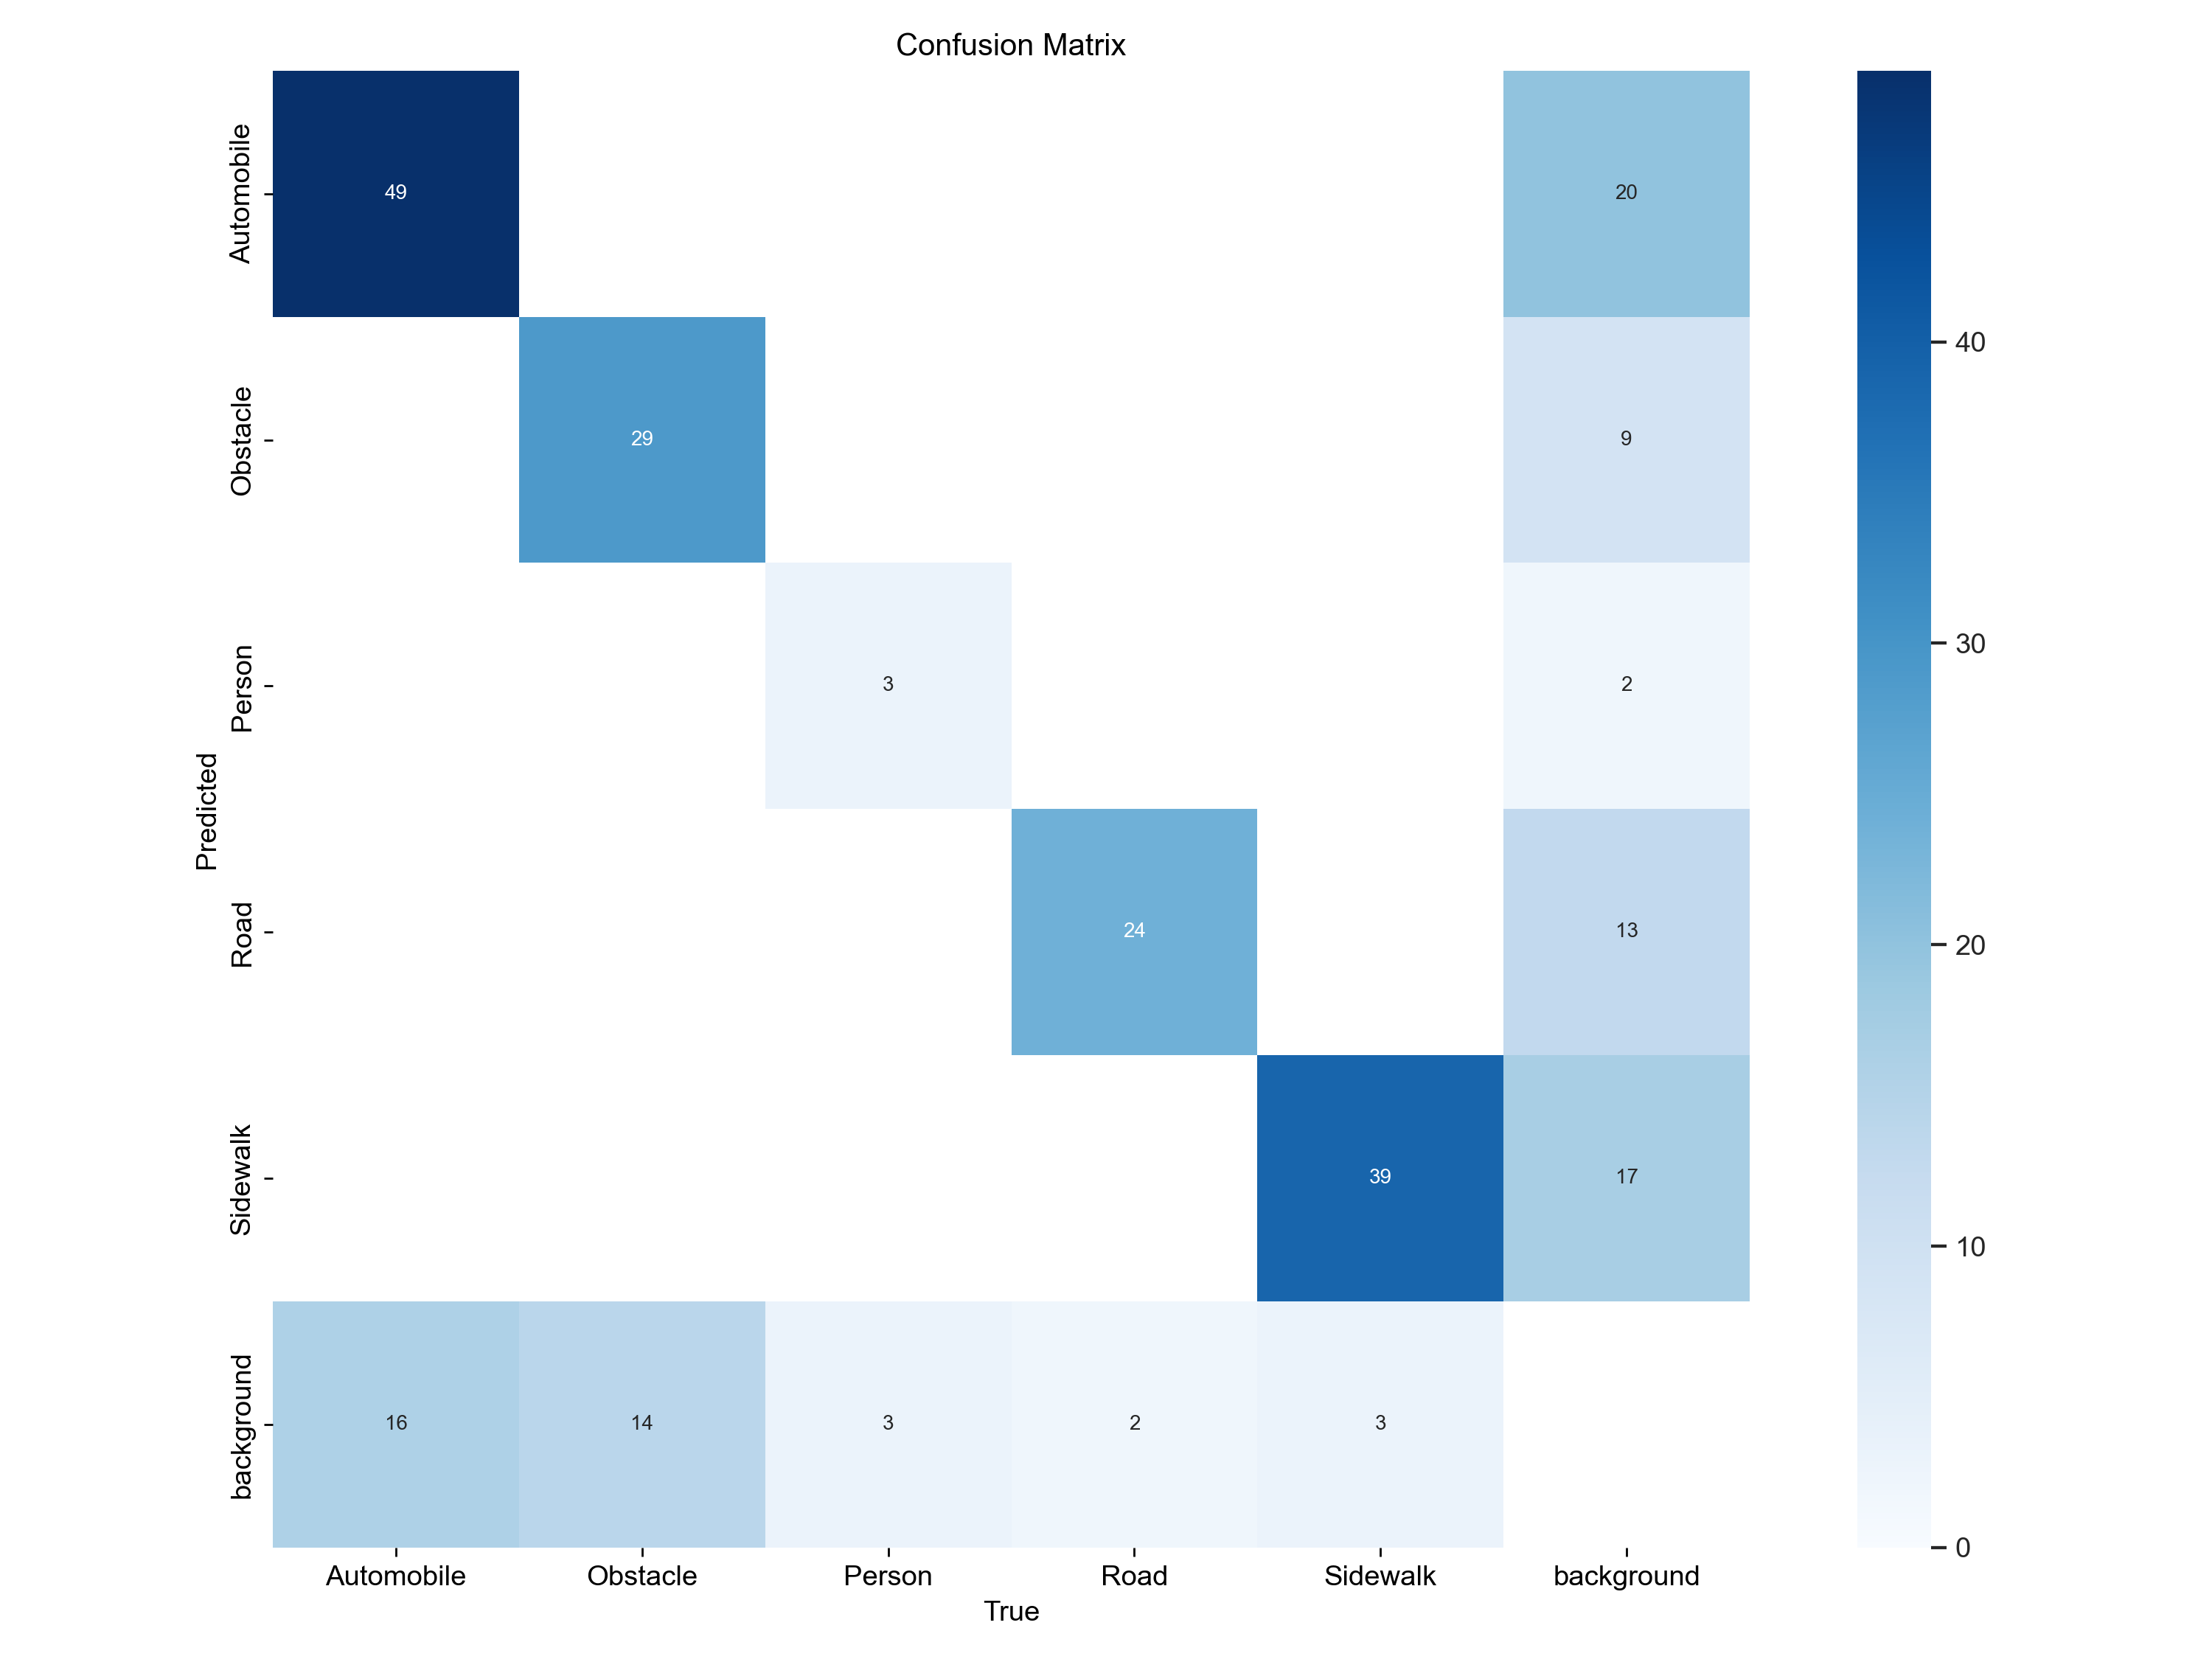 Confusion Matrix
Automobile
49
20
Obstacle
29
9
Person
3
2
Predicted
Road
24
13
Sidewalk
39
17
background
16
14
3
2
3
Automobile
Obstacle
Person
Road
Sidewalk
background
True
40
30
20
10
0